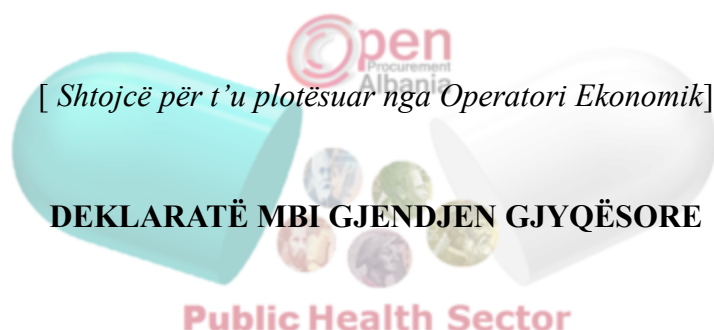 Open
Procurement
Albania
[ Shtojcë për t’u plotësuar nga Operatori Ekonomik]
DEKLARATË MBI GJENDJEN GJYQËSORE
Public Health Sector